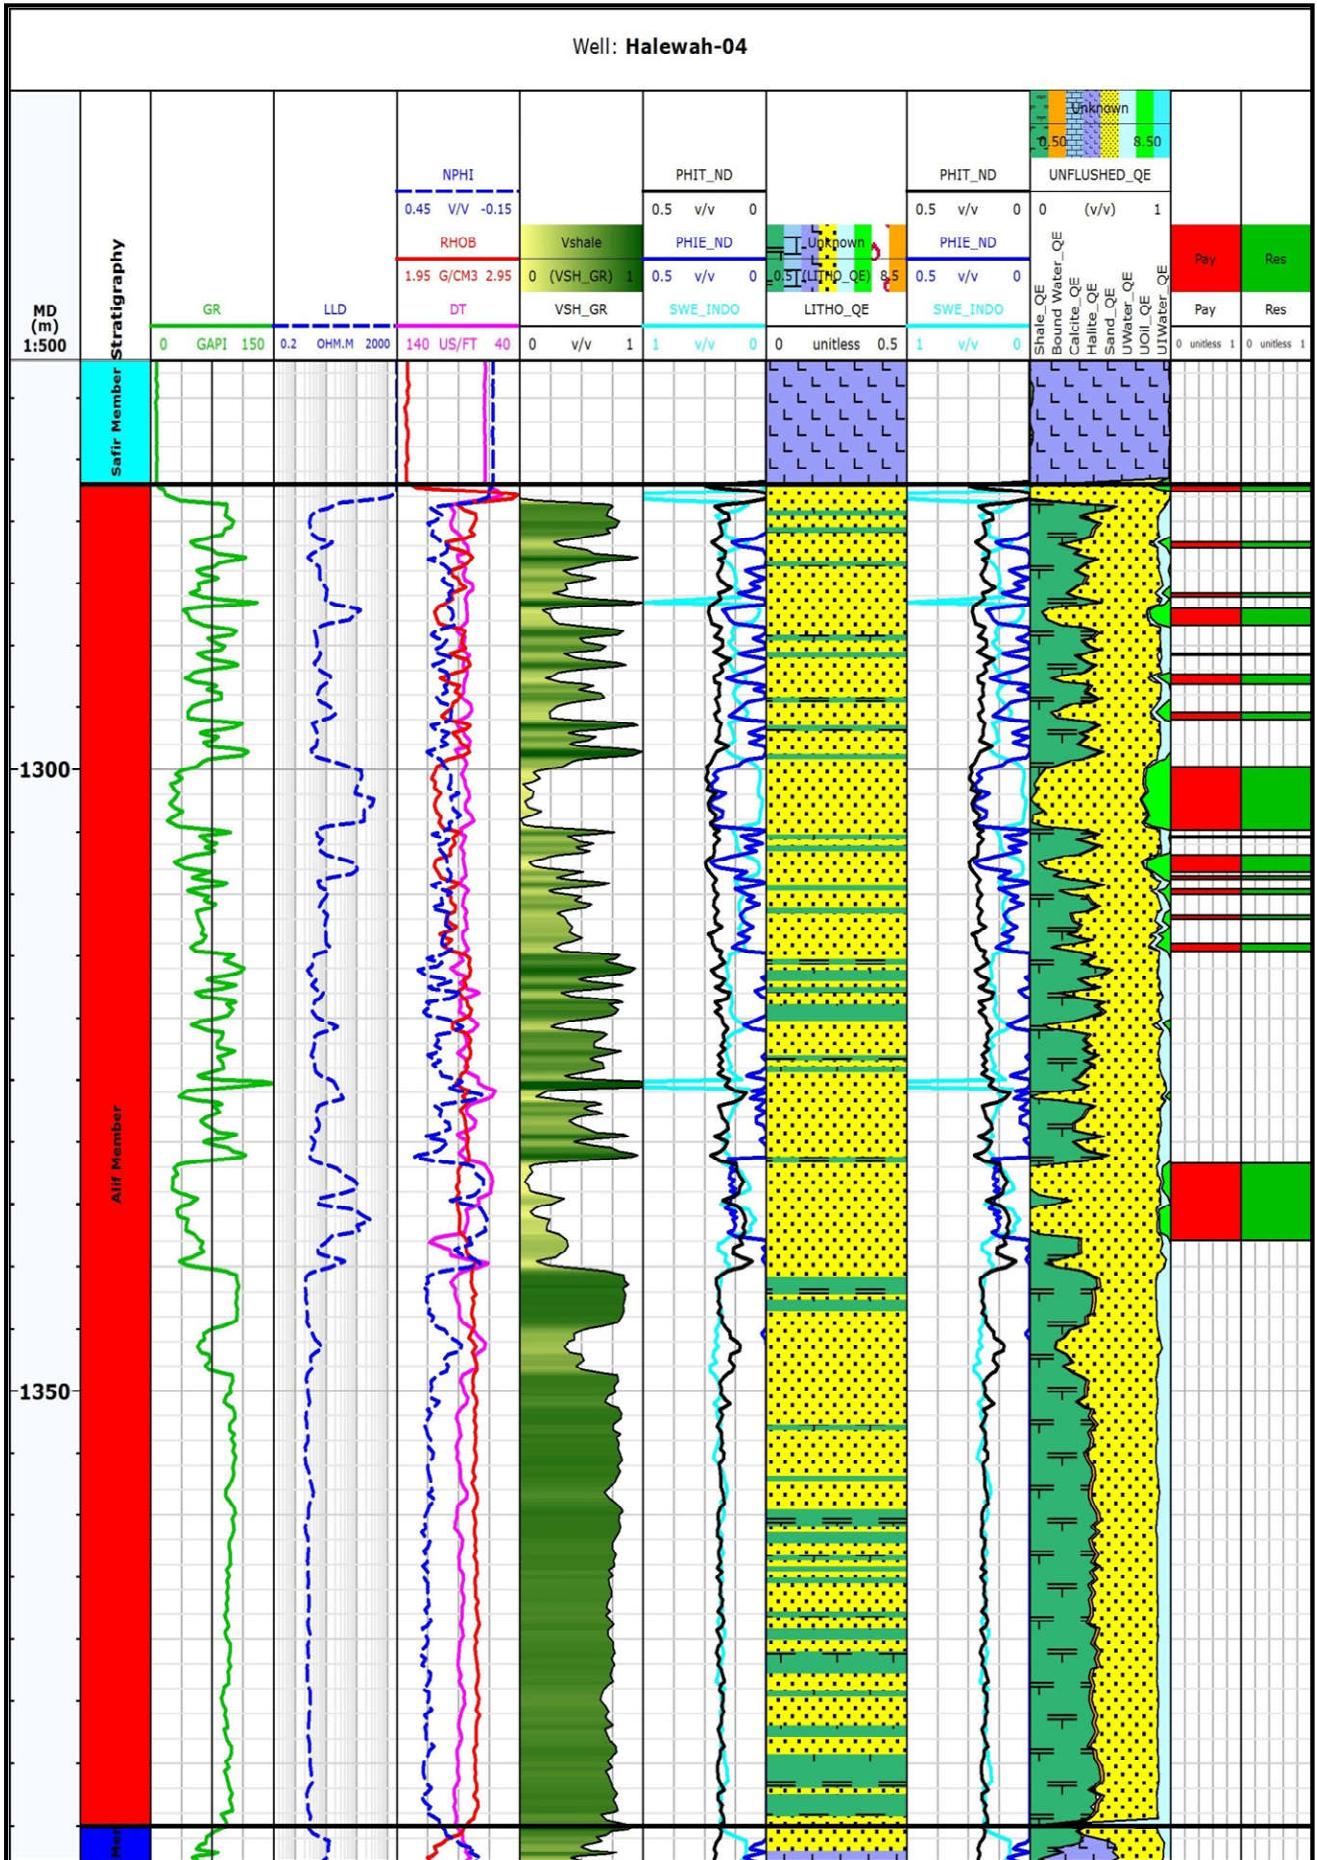 Well: Halewah-04
Unknown
0.50 8.50
NPHI PHIT_ND PHIT_ND UNFLUSHED_QE
0.45 V/V -0.15 0.5 v/v 0 0.5 v/v 0 0 (v/v) 1
RHOB Vshale PHIE_ND Unknown PHIE_ND Pay Res
1.95 G/CM3 2.95 0 (VSH_GR) 1 0.5 v/v 0 0.5 (LITHO_QE) 8.5 0.5 v/v 0
MD Stratigraphy GR LLD DT VSH_GR SWE_INDO LITHO_QE SWE_INDO Pay Res
(m)
1:500 0 GAPI 150 0.2 OHM.M 2000 140 US/FT 40 0 v/v 1 1 v/v 0 0 unitless 0.5 1 v/v 0 0 unitless 1 0 unitless 1
Shale_QE
Bound Water_QE
Calcite_QE
Halite_QE
Sand_QE
UWater_QE
UOil_QE
UIWater_QE
Safir Member
1300
Alif Member
1350